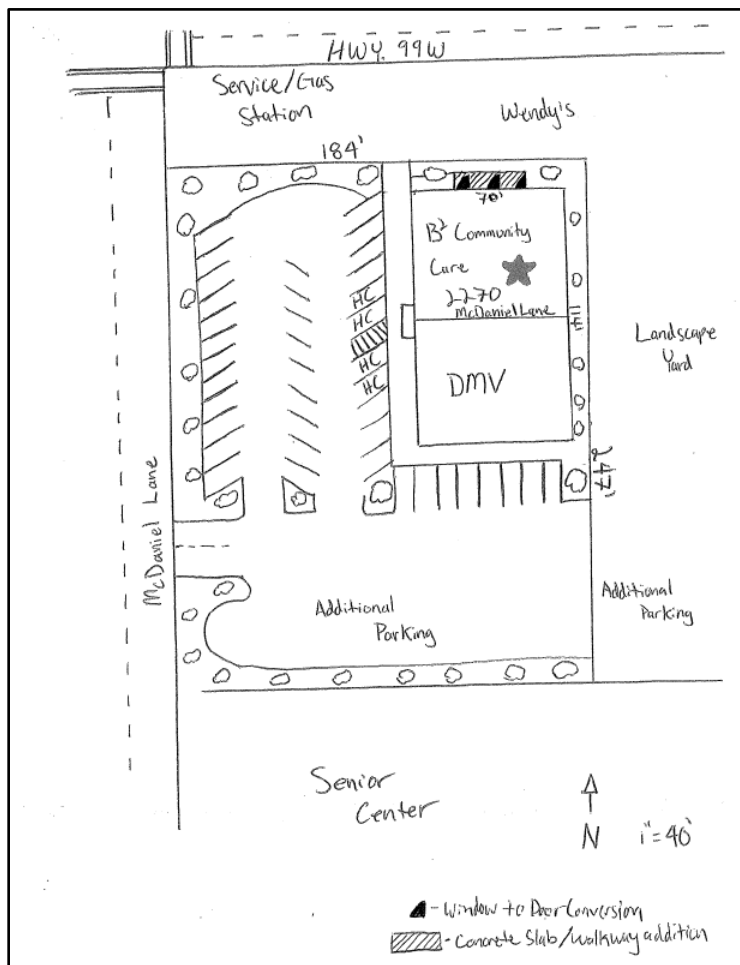 HWY. 99W
Service/Gas
Station
Wendy's
184'
70'
B² Community
Care
2270
McDaniel Lane
114'
HC
HC
HC
HC
DMV
Landscape
Yard
247'
McDaniel Lane
Additional
Parking
Additional
Parking
Senior
Center
N
1"=40'
- Window to Door Conversion
- Concrete Slab/Walkway addition